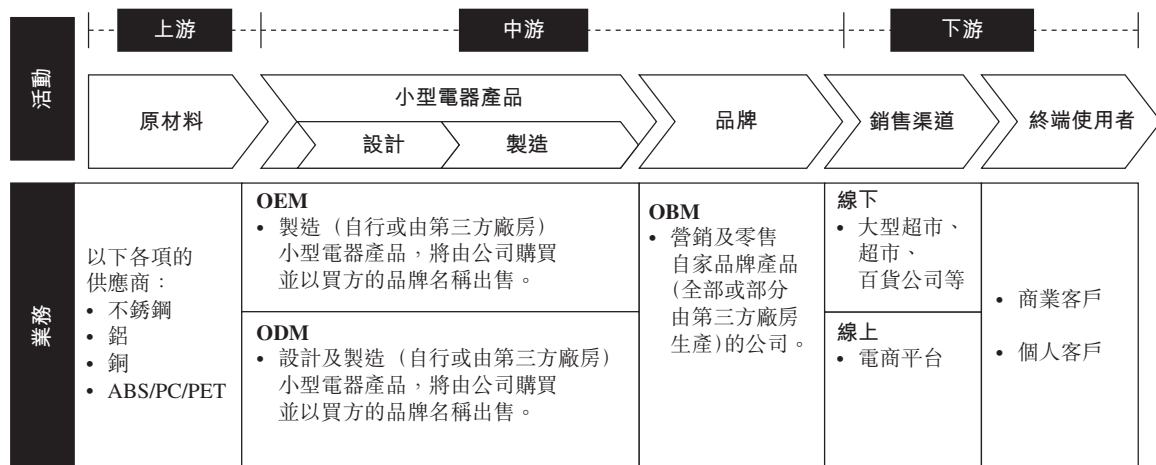 上游
中游
下游
活動
原材料
小型電器產品
設計
製造
品牌
銷售渠道
終端使用者
業務
以下各項的
供應商：
• 不銹鋼
• 鋁
• 銅
• ABS/PC/PET
OEM
• 製造（自行或由第三方廠房）
小型電器產品，將由公司購買
並以買方的品牌名稱出售。
ODM
• 設計及製造（自行或由第三方廠房）
小型電器產品，將由公司購買
並以買方的品牌名稱出售。
OBM
• 營銷及零售
自家品牌產品
(全部或部分
由第三方廠房
生產)的公司。
線下
• 大型超市、
超市、
百貨公司等
線上
• 電商平台
• 商業客戶
• 個人客戶